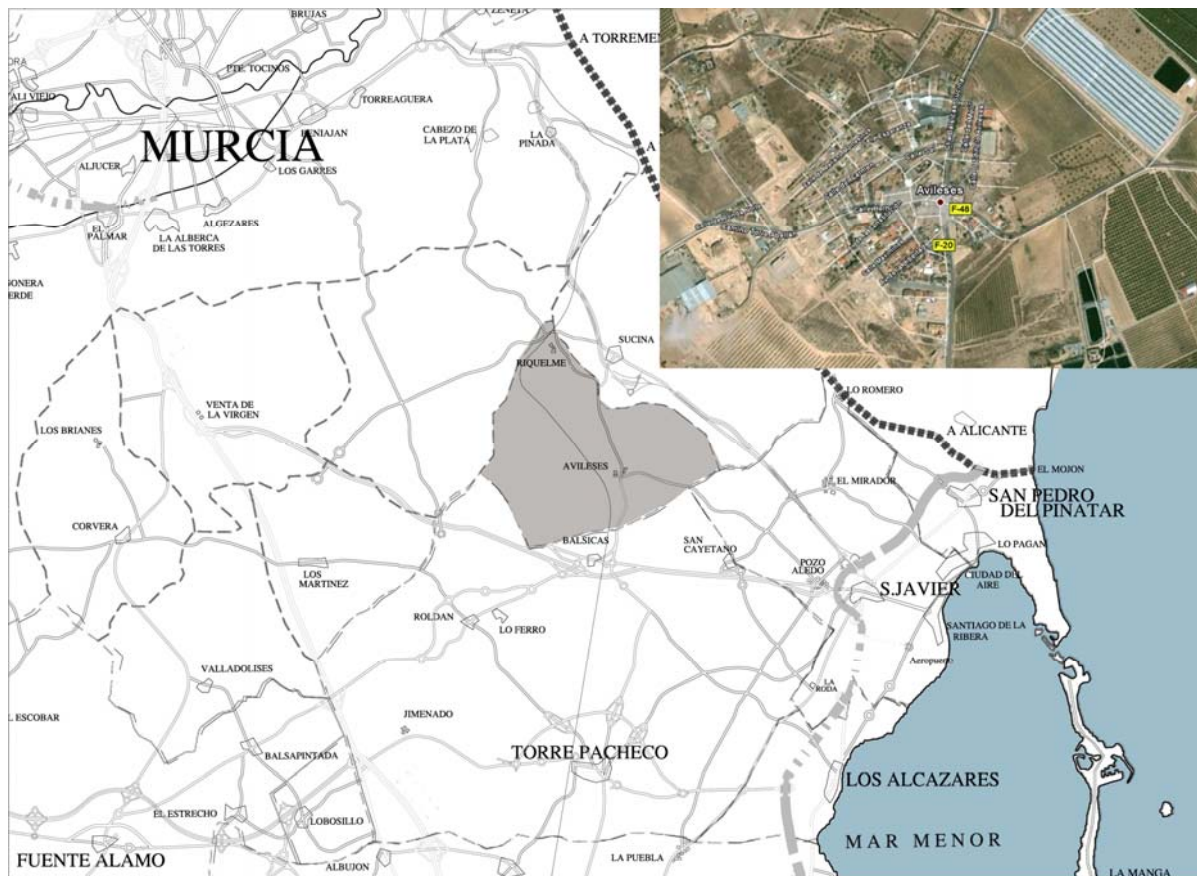 BRUJAS
ZENETA
A TORREMEN
PTE. TOCINOS
ALI VIEJO
TORREAGUERA
BENIAJAN
MURCIA
CABEZO DE
LA PLATA
LA
PINADA
A
ALJUCER
LOS GARRES
ALGEZARES
EL
PALMAR
LA ALBERCA
DE LAS TORRES
Avileses
F-48
F-20
GONERA
ERDE
SUCINA
RIQUELME
LO ROMERO
VENTA DE
LA VIRGEN
LOS BRIANES
A ALICANTE
AVILESES
EL MOJON
EL MIRADOR
SAN PEDRO
DEL PINATAR
CORVERA
BALSICAS
SAN
CAYETANO
LO PAGAN
POZO
ALEDO
LOS
MARTINEZ
CIUDAD DEL
AIRE
S.JAVIER
ROLDAN
LO FERRO
SANTIAGO DE LA
RIBERA
Aeropuerto
VALLADOLISES
LA
RODA
L ESCOBAR
JIMENADO
BALSAPINTADA
TORRE PACHECO
LOS ALCAZARES
EL ESTRECHO
LOBOSILLO
MAR MENOR
FUENTE ALAMO
ALBUJON
LA PUEBLA
LA MANGA